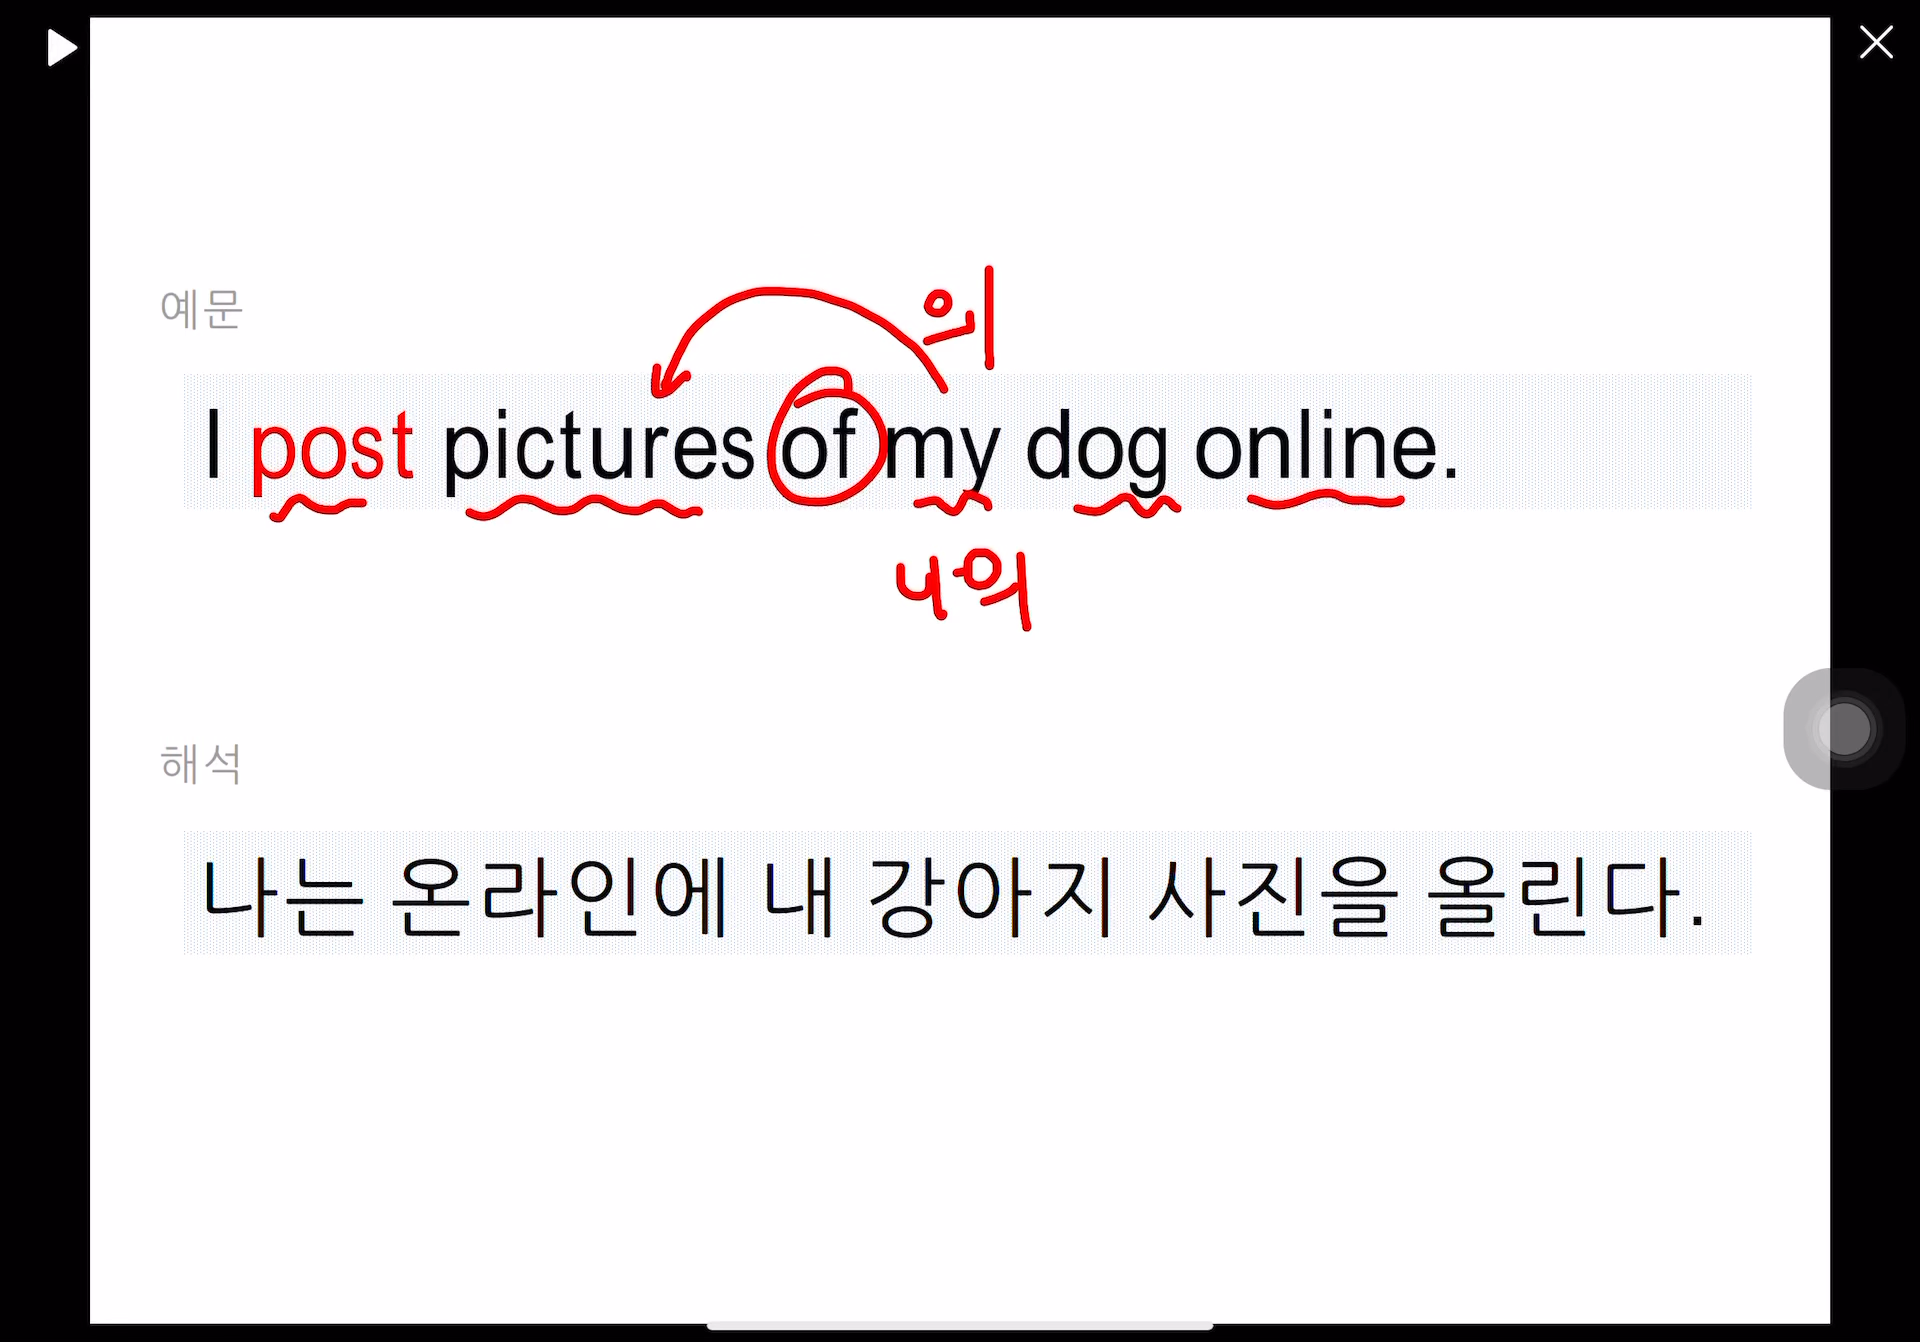 예문
의
I post pictures of my dog online.
나의
해석
나는 온라인에 내 강아지 사진을 올린다.